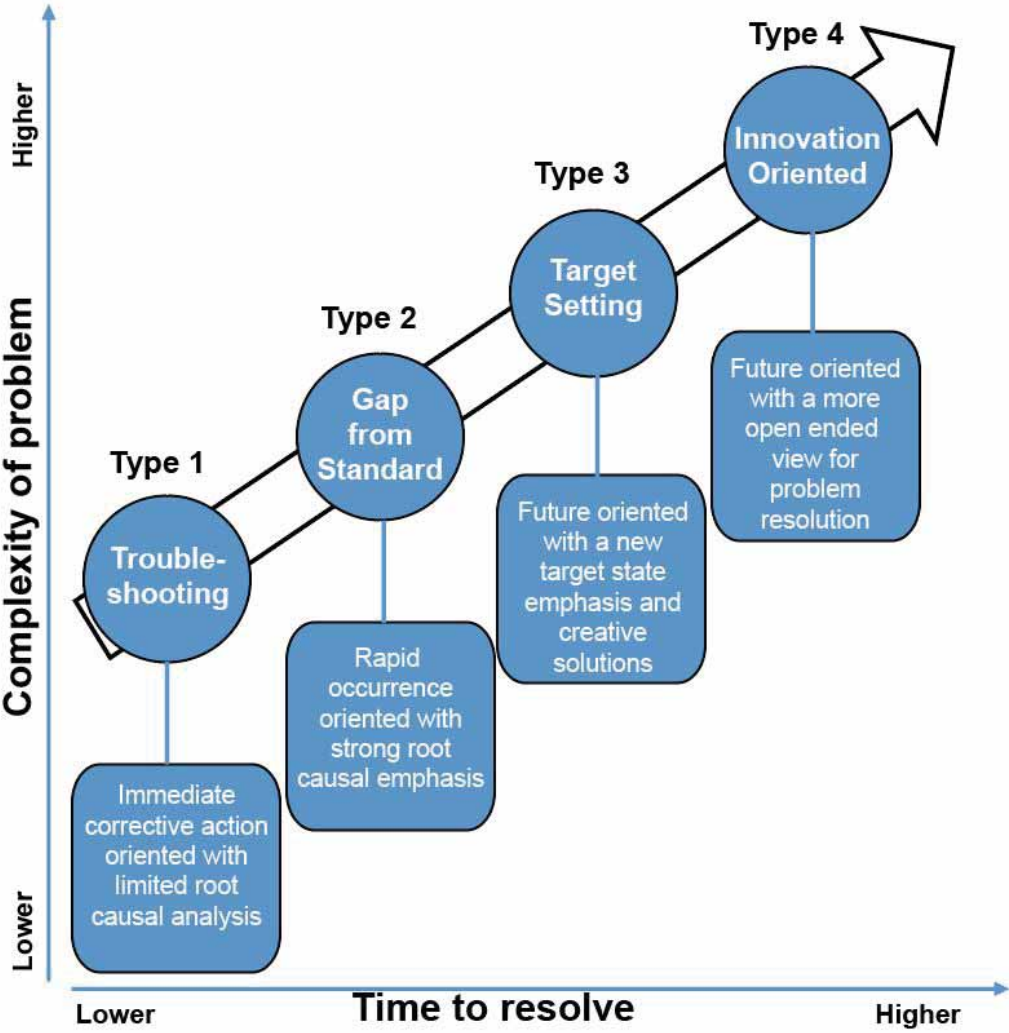 Type 4
Higher
Innovation
Oriented
Type 3
Target
Setting
Type 2
Future oriented
with a more
open ended
view for
problem
resolution
Gap
from
Standard
Complexity of problem
Type 1
Future oriented
with a new
target state
emphasis and
creative
solutions
Trouble-
shooting
Rapid
occurrence
oriented with
strong root
causal emphasis
Immediate
corrective action
oriented with
limited root
causal analysis
Lower
Lower
Time to resolve
Higher